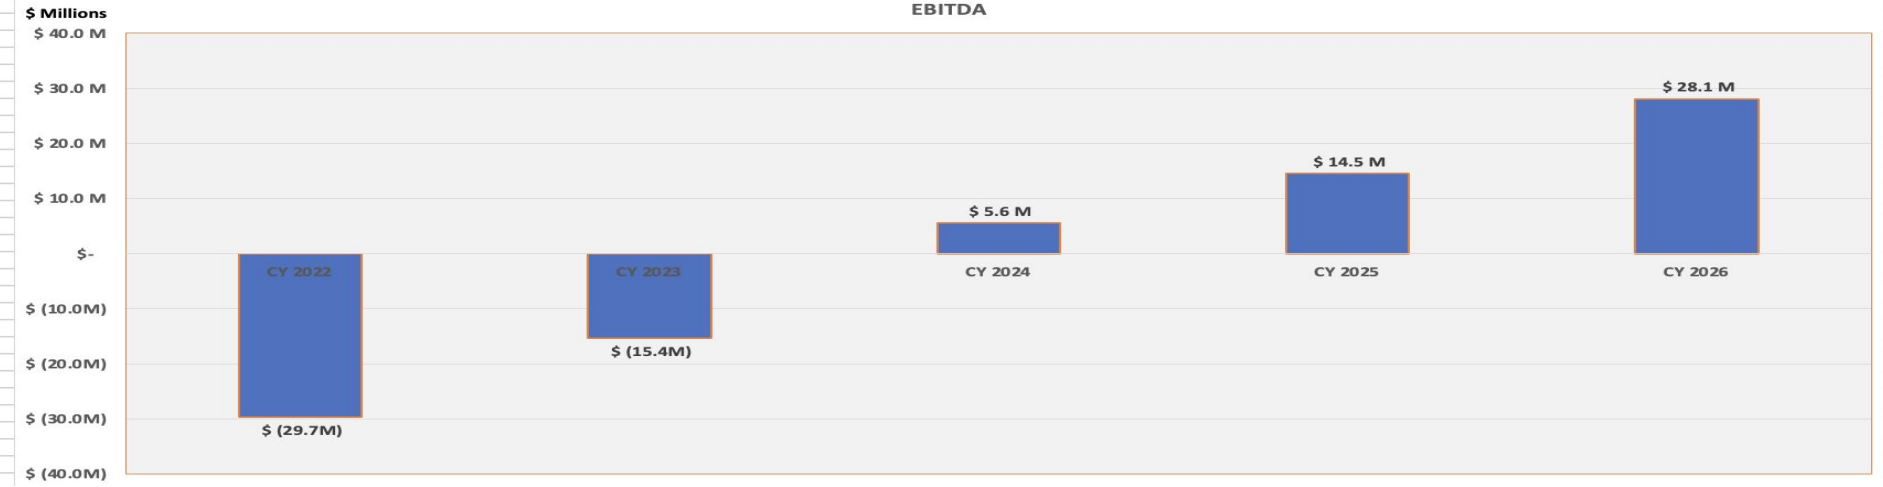 EBITDA
$ Millions
$ 40.0 M
$ 30.0 M
$ 28.1 M
$ 20.0 M
$ 14.5 M
$ 10.0 M
$ 5.6 M
$-
CY 2022 CY 2023 CY 2024 CY 2025 CY 2026
$ (10.0M)
$ (15.4M)
$ (20.0M)
$ (30.0M)
$ (29.7M)
$ (40.0M)